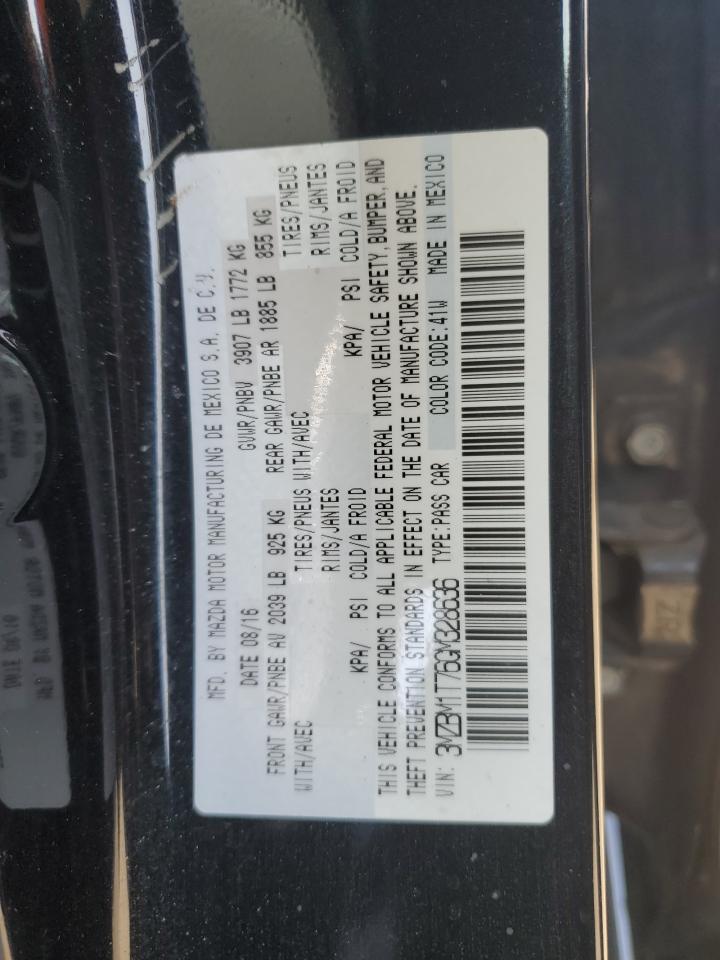 MFD. BY MAZDA MOTOR MANUFACTURING DE MEXICO S.A. DE C.V.
DATE 08/16 GVWR/PNBV 3907 LB 1772 KG
FRONT GAWR/PNBE AV 2039 LB 925 KG REAR GAWR/PNBE AR 1885 LB 855 KG
WITH/AVEC TIRES/PNEUS WITH/AVEC TIRES/PNEUS
RIMS/JANTES RIMS/JANTES
KPA/ PSI COLD/A FROID KPA/ PSI COLD/A FROID
THIS VEHICLE CONFORMS TO ALL APPLICABLE FEDERAL MOTOR VEHICLE SAFETY, BUMPER, AND
THEFT PREVENTION STANDARDS IN EFFECT ON THE DATE OF MANUFACTURE SHOWN ABOVE.
VIN: 3MZBM1T76GM328636 TYPE:PASS CAR COLOR CODE:41W MADE IN MEXICO